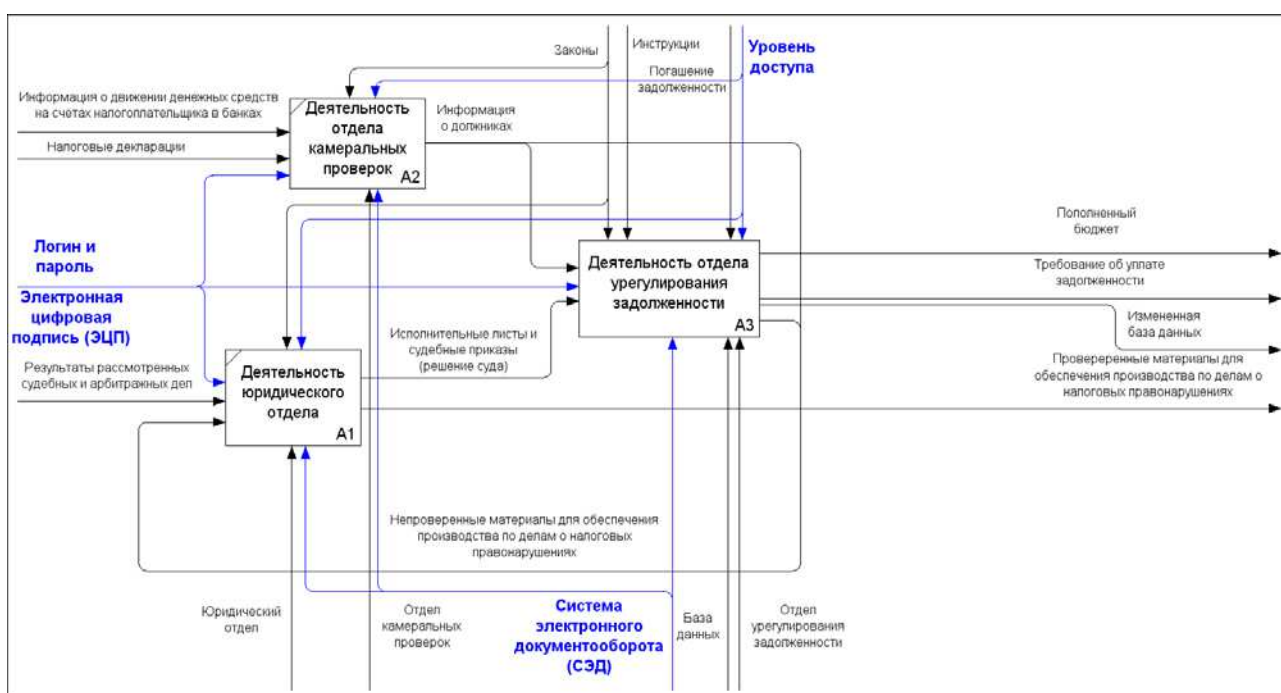 Законы
Инструкции
Уровень
доступа
Погашение
задолженности
Информация о движении денежных средств
на счетах налогоплательщика в банках
Налоговые декларации
Деятельность
отдела
камеральных
проверок
A2
Информация
о должниках
Логин и
пароль
Электронная
цифровая
подпись (ЭЦП)
Деятельность отдела
урегулирования
задолженности
A3
Пополненный
бюджет
Требование об уплате
задолженности
Измененная
база данных
Провереренные материалы для
обеспечения производства по делам о
налоговых правонарушениях
Исполнительные листы и
судебные приказы
(решение суда)
Результаты рассмотренных
судебных и арбитражных дел
Деятельность
юридического
отдела
A1
Непроверенные материалы для обеспечения
производства по делам о налоговых
правонарушениях
Юридический
отдел
Отдел
камеральных
проверок
Система
электронного
документооборота
(СЭД)
База
данных
Отдел
урегулирования
задолженности